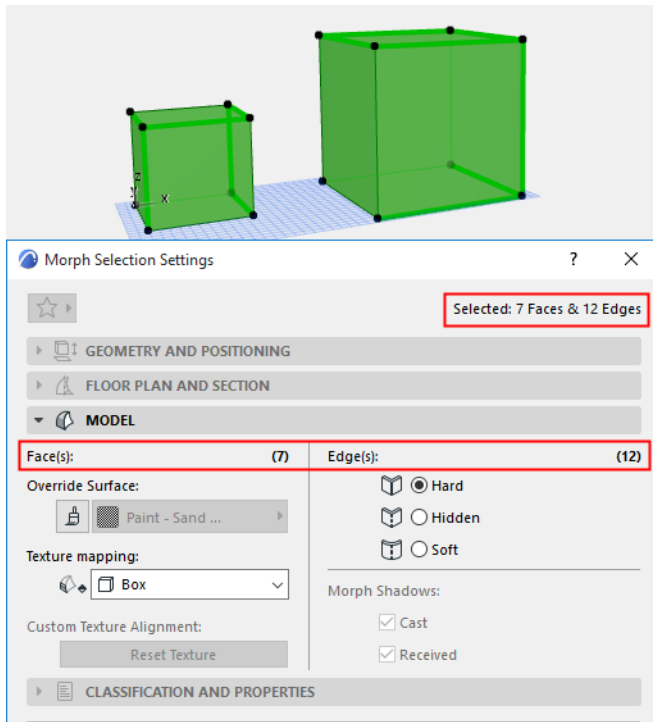 z
y
x
Morph Selection Settings ?
Selected: 7 Faces & 12 Edges
GEOMETRY AND POSITIONING
FLOOR PLAN AND SECTION
MODEL
Face(s): (7) Edge(s): (12)
Override Surface:
Hard
Paint - Sand ...
Hidden
Texture mapping:
Soft
Box
Morph Shadows:
Custom Texture Alignment:
Cast
Reset Texture
Received
CLASSIFICATION AND PROPERTIES